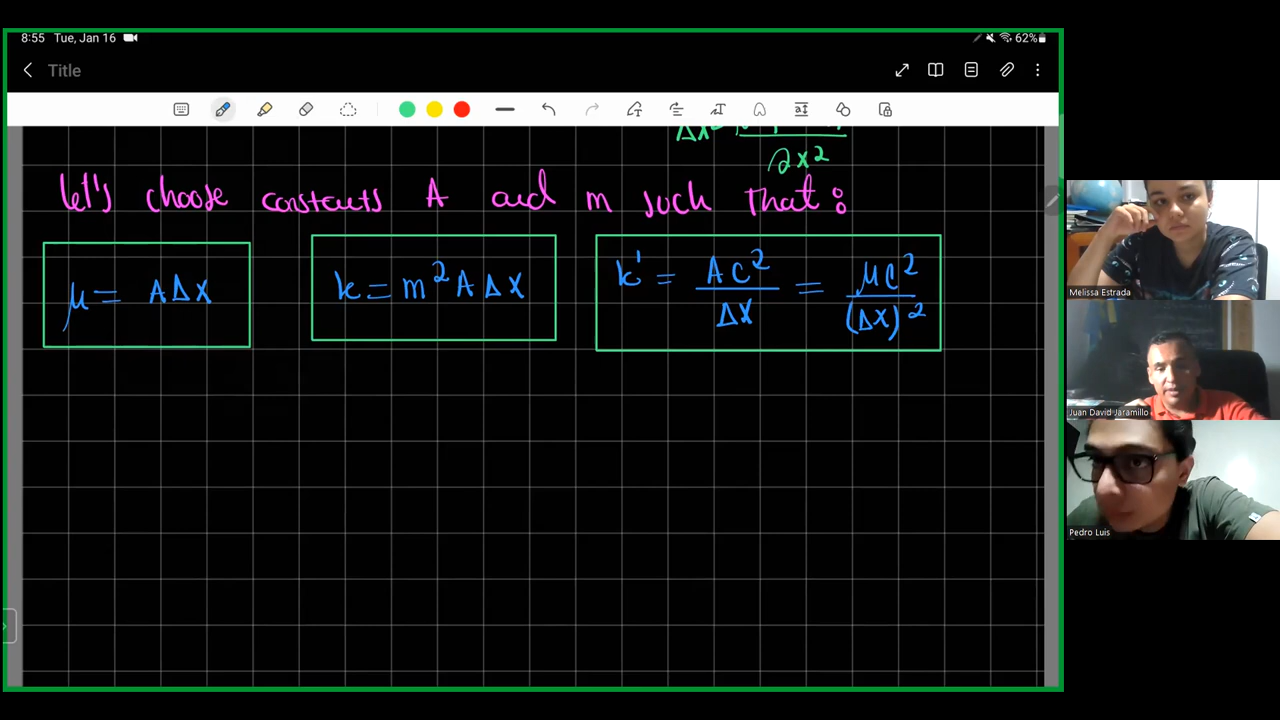 8:55 Tue, Jan 16
62%
Title
∂x²
let's choose constants A and m such that:
μ = AΔx
k = m²AΔx
k' = Ac²/Δx = μc²/(Δx)²
Melissa Estrada
Juan David Jaramillo
Pedro Luis